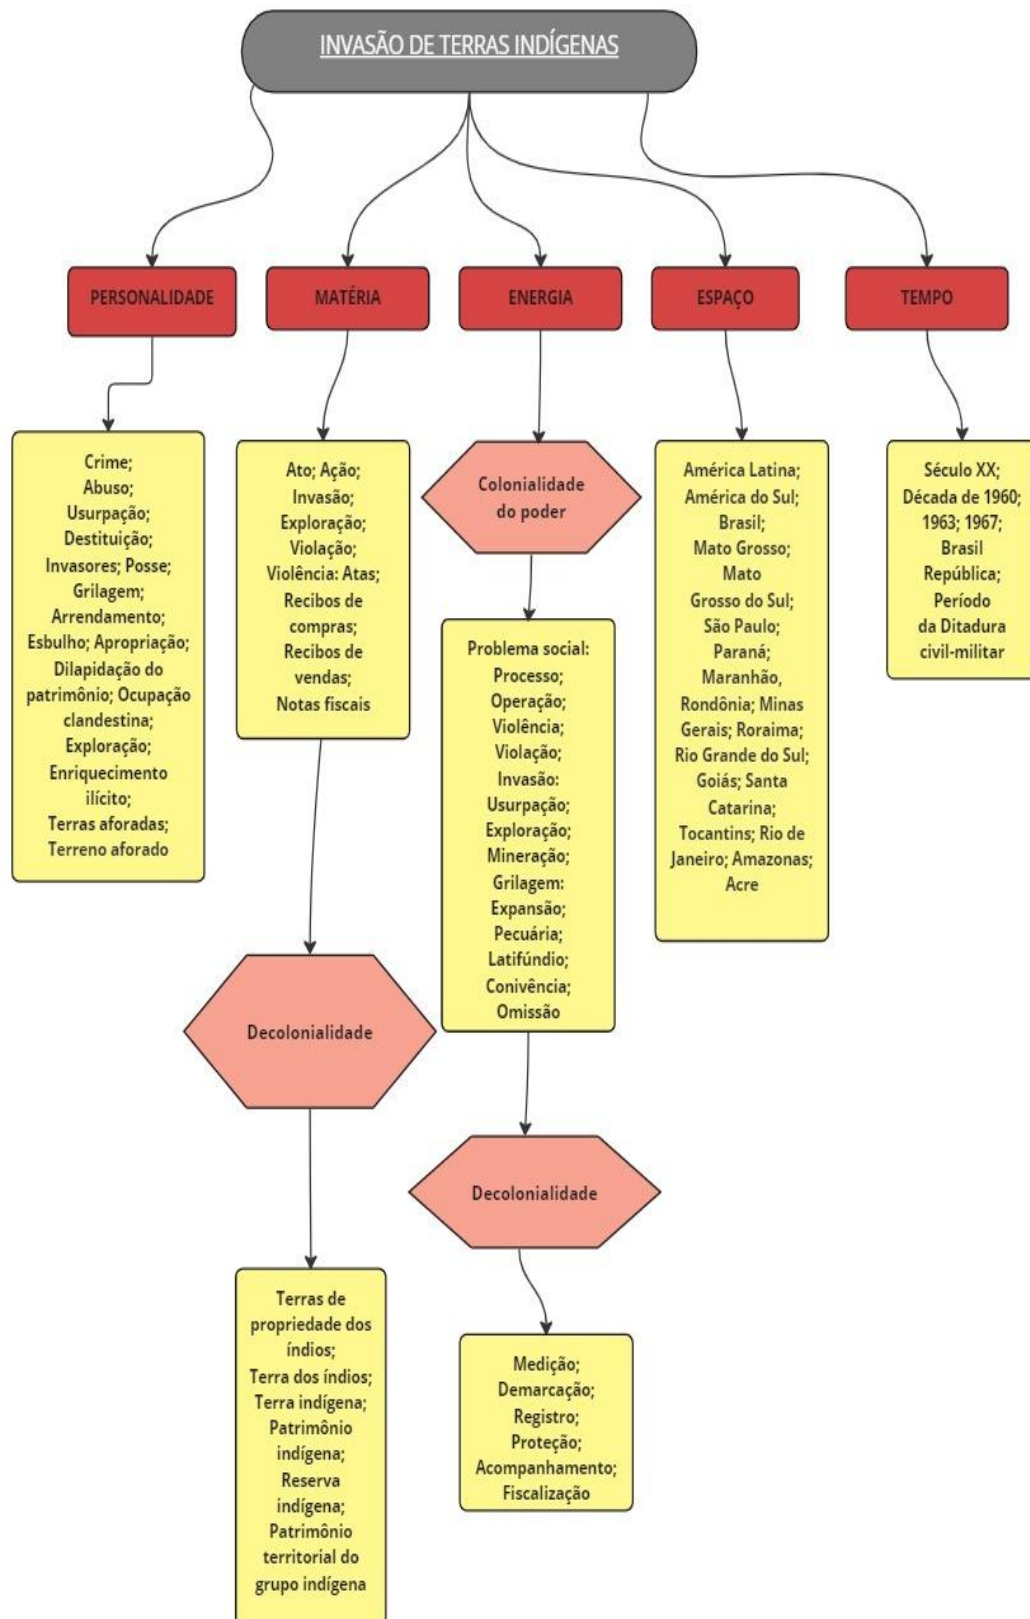 INVASÃO DE TERRAS INDÍGENAS
PERSONALIDADE
MATÉRIA
ENERGIA
ESPAÇO
TEMPO
Crime;
Abuso;
Usurpação;
Destituição;
Invasores; Posse;
Grilagem;
Arrendamento;
Esbulho; Apropriação;
Dilapidação do
patrimônio; Ocupação
clandestina;
Exploração;
Enriquecimento
ilícito;
Terras aforadas;
Terreno aforado
Ato; Ação;
Invasão;
Exploração;
Violação;
Violência: Atas;
Recibos de
compras;
Recibos de
vendas;
Notas fiscais
Decolonialidade
Terras de
propriedade dos
índios;
Terra dos índios;
Terra indígena;
Patrimônio
indígena;
Reserva
indígena;
Patrimônio
territorial do
grupo indígena
Colonialidade
do poder
Problema social:
Processo;
Operação;
Violência;
Violação;
Invasão:
Usurpação;
Exploração;
Mineração;
Grilagem:
Expansão;
Pecuária;
Latifúndio;
Conivência;
Omissão
Decolonialidade
Medição;
Demarcação;
Registro;
Proteção;
Acompanhamento;
Fiscalização
América Latina;
América do Sul;
Brasil;
Mato Grosso;
Mato
Grosso do Sul;
São Paulo;
Paraná;
Maranhão,
Rondônia; Minas
Gerais; Roraima;
Rio Grande do Sul;
Goiás; Santa
Catarina;
Tocantins; Rio de
Janeiro; Amazonas;
Acre
Século XX;
Década de 1960;
1963; 1967;
Brasil
República;
Período
da Ditadura
civil-militar